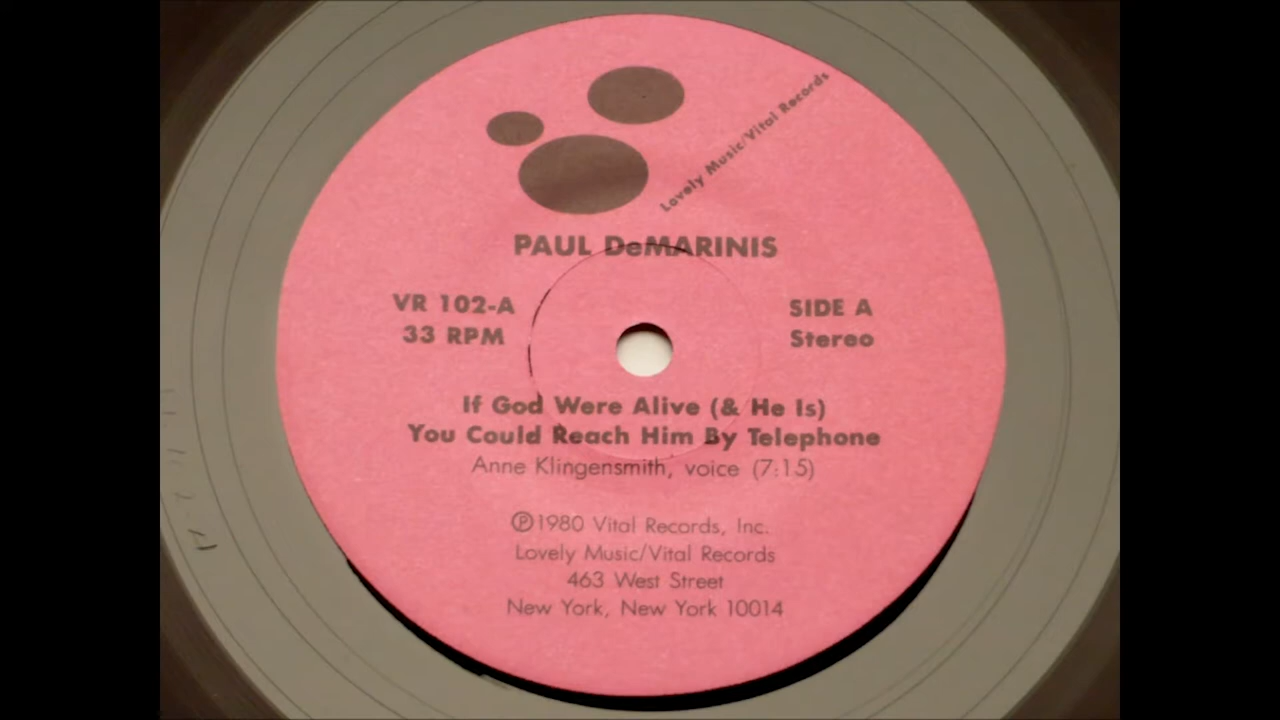 Lovely Music/Vital Records
PAUL DeMARINIS
VR 102-A
33 RPM
SIDE A
Stereo
If God Were Alive (& He Is)
You Could Reach Him By Telephone
Anne Klingensmith, voice (7:15)
℗1980 Vital Records, Inc.
Lovely Music/Vital Records
463 West Street
New York, New York 10014